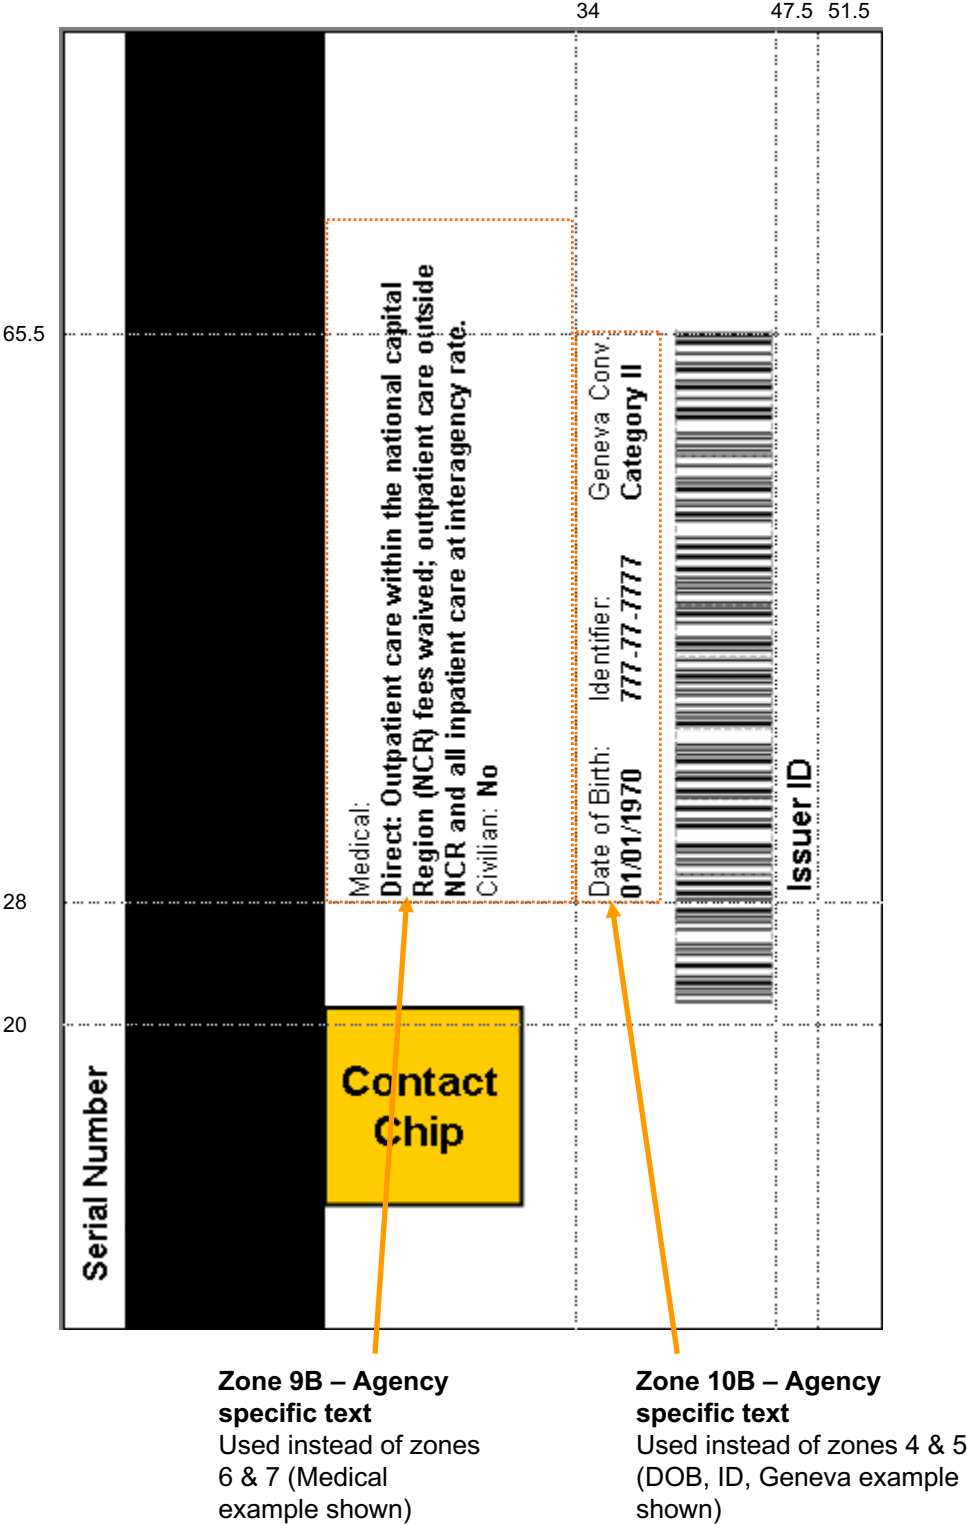 34
47.5
51.5
65.5
28
20
Serial Number
Medical:
Direct: Outpatient care within the national capital
Region (NCR) fees waived; outpatient care outside
NCR and all inpatient care at interagency rate.
Civilian: No
Date of Birth:
01/01/1970
Identifier:
777-77-7777
Geneva Conv.
Category II
Issuer ID
Contact
Chip
Zone 9B – Agency
specific text
Used instead of zones
6 & 7 (Medical
example shown)
Zone 10B – Agency
specific text
Used instead of zones 4 & 5
(DOB, ID, Geneva example
shown)